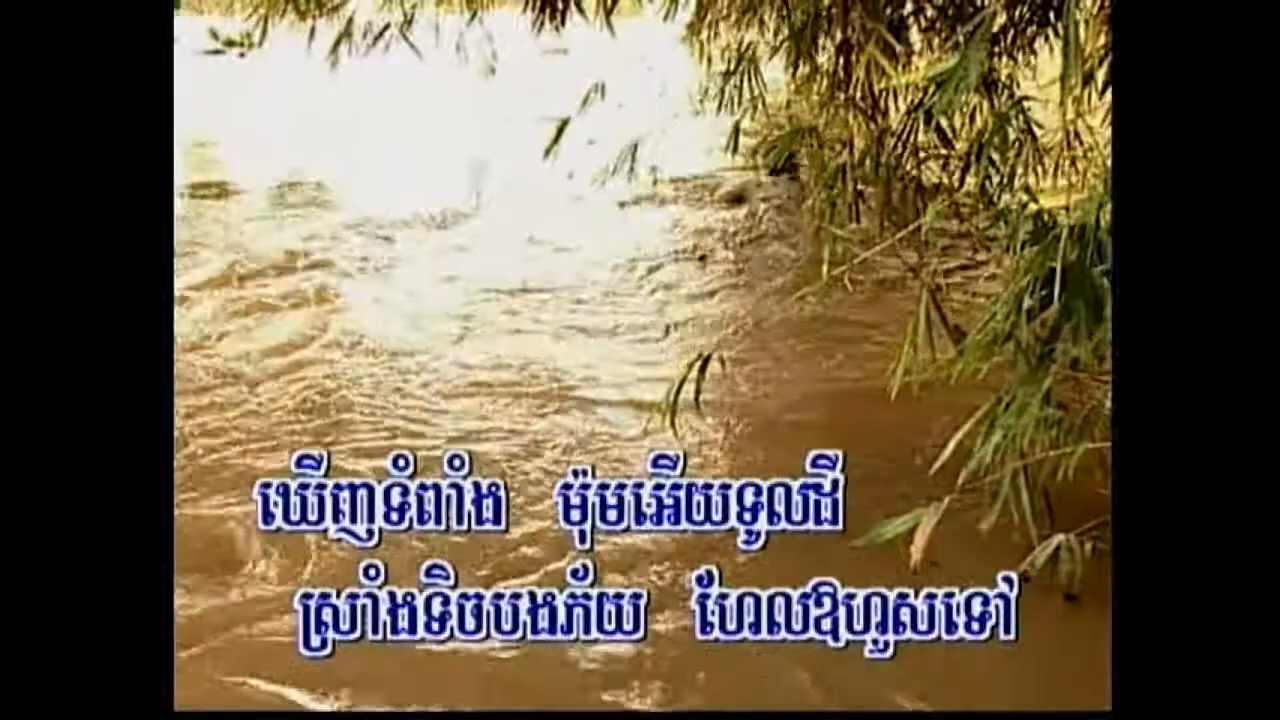 ឃើញទំពាំង ម៉ុមអើយទូលដី
ស្រាំងទិចបងភ័យ ហែលឱហួសទៅ